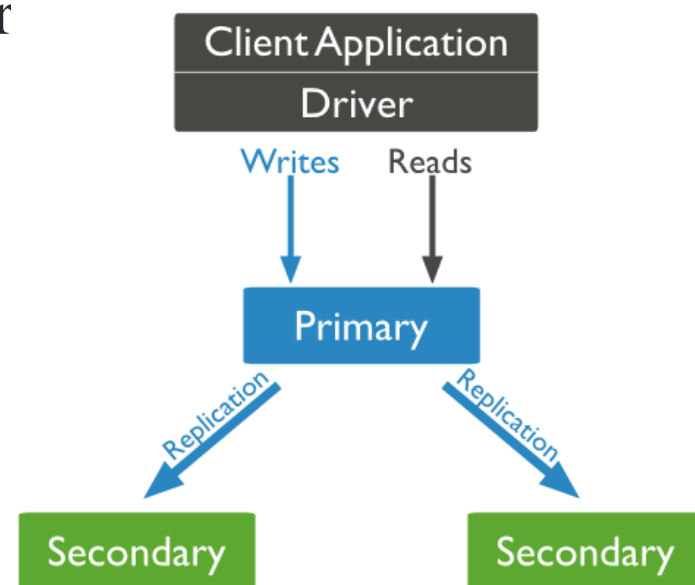 Client Application
Driver
Writes Reads
Primary
Replication Replication
Secondary Secondary